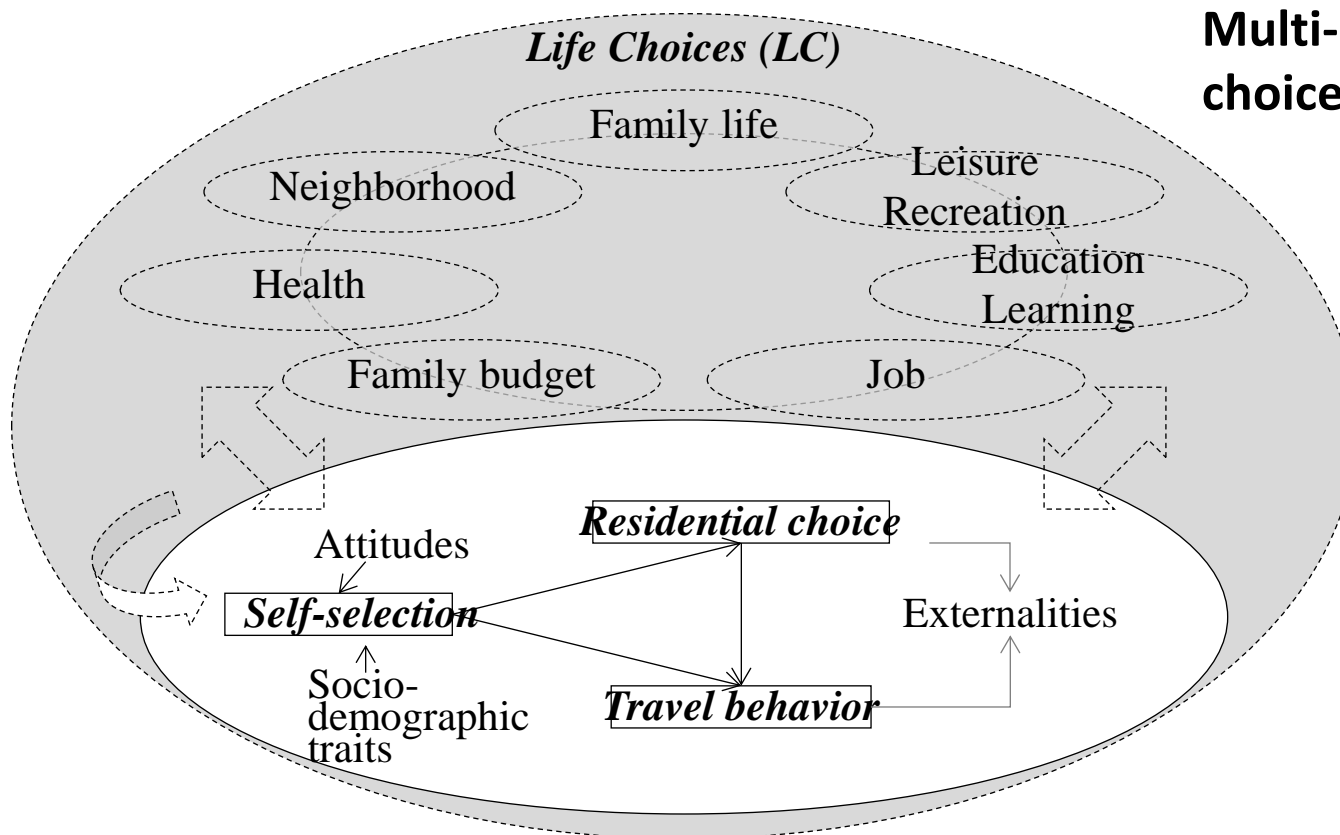 Multi-
choice
Life Choices (LC)
Family life
Neighborhood
Leisure
Recreation
Health
Education
Learning
Family budget
Job
Residential choice
Attitudes
Self-selection
Externalities
Socio-
demographic
traits
Travel behavior